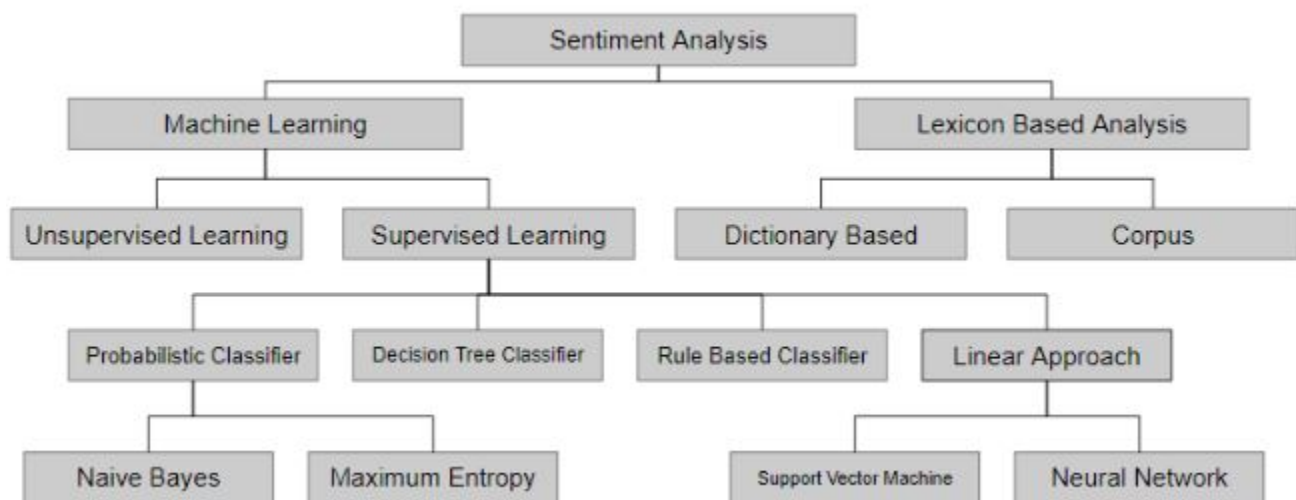 Sentiment Analysis
Machine Learning
Lexicon Based Analysis
Unsupervised Learning
Supervised Learning
Dictionary Based
Corpus
Probabilistic Classifier
Decision Tree Classifier
Rule Based Classifier
Linear Approach
Naive Bayes
Maximum Entropy
Support Vector Machine
Neural Network